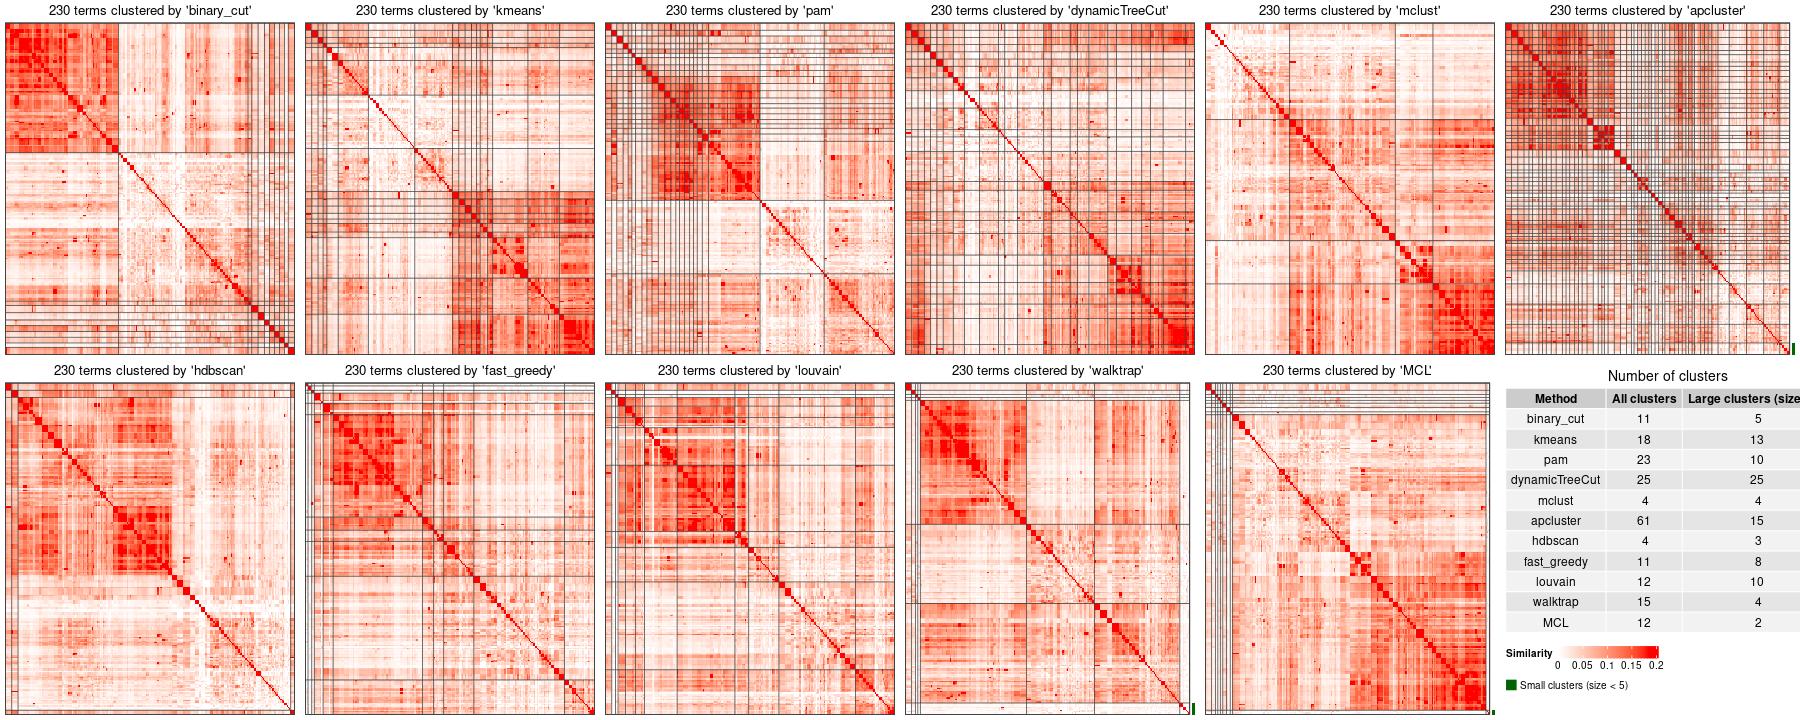 230 terms clustered by 'binary_cut'
230 terms clustered by 'kmeans'
230 terms clustered by 'pam'
230 terms clustered by 'dynamicTreeCut'
230 terms clustered by 'mclust'
230 terms clustered by 'apcluster'
230 terms clustered by 'hdbscan'
230 terms clustered by 'fast_greedy'
230 terms clustered by 'louvain'
230 terms clustered by 'walktrap'
230 terms clustered by 'MCL'
Number of clusters
Method All clusters Large clusters (size
binary_cut 11 5
kmeans 18 13
pam 23 10
dynamicTreeCut 25 25
mclust 4 4
apcluster 61 15
hdbscan 4 3
fast_greedy 11 8
louvain 12 10
walktrap 15 4
MCL 12 2
Similarity
0 0.05 0.1 0.15 0.2
Small clusters (size < 5)